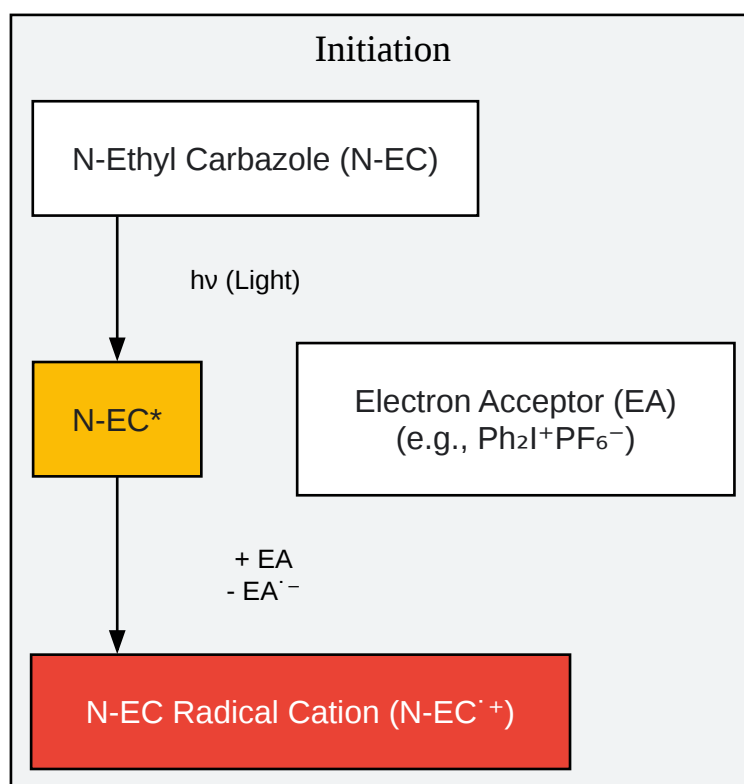 Initiation
N-Ethyl Carbazole (N-EC)
hν (Light)
N-EC*
Electron Acceptor (EA)
(e.g., Ph₂I⁺PF₆⁻)
+ EA
- EA˙⁻
N-EC Radical Cation (N-EC˙⁺)